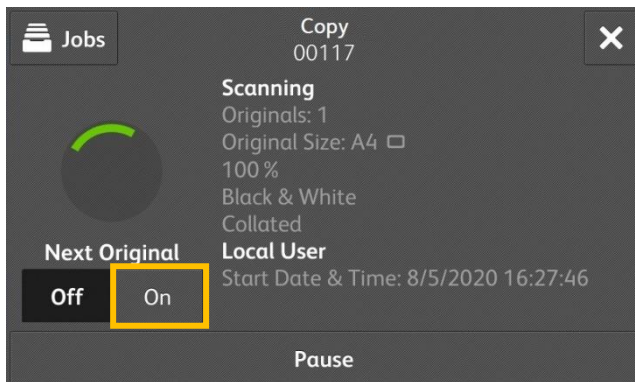 Jobs
Copy
00117
Scanning
Originals: 1
Original Size: A4
100 %
Black & White
Collated
Local User
Start Date & Time: 8/5/2020 16:27:46
Next Original
Off
On
Pause